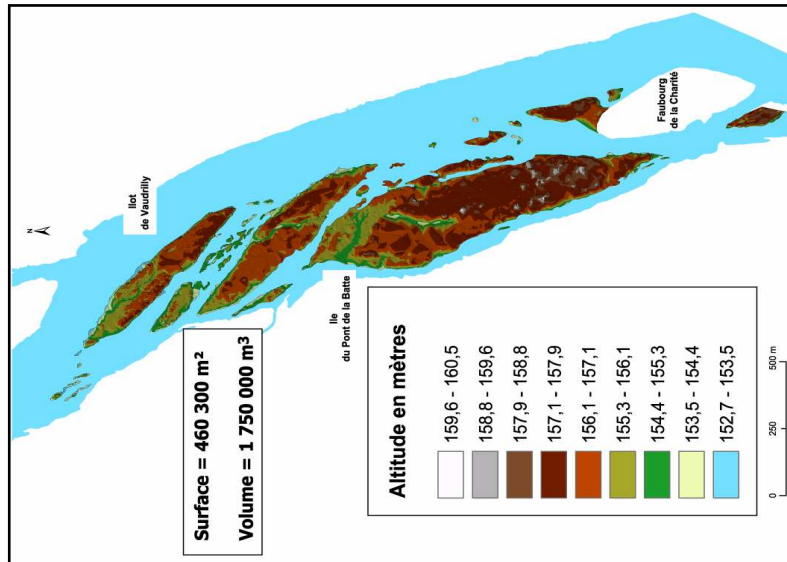 N
Ilot
de Vaudrilly
Faubourg
de la Charité
Ile
du Pont de la Batte
Surface = 460 300 m²
Volume = 1 750 000 m³
Altitude en mètres
159,6 - 160,5
158,8 - 159,6
157,9 - 158,8
157,1 - 157,9
156,1 - 157,1
155,3 - 156,1
154,4 - 155,3
153,5 - 154,4
152,7 - 153,5
0 250 500 m